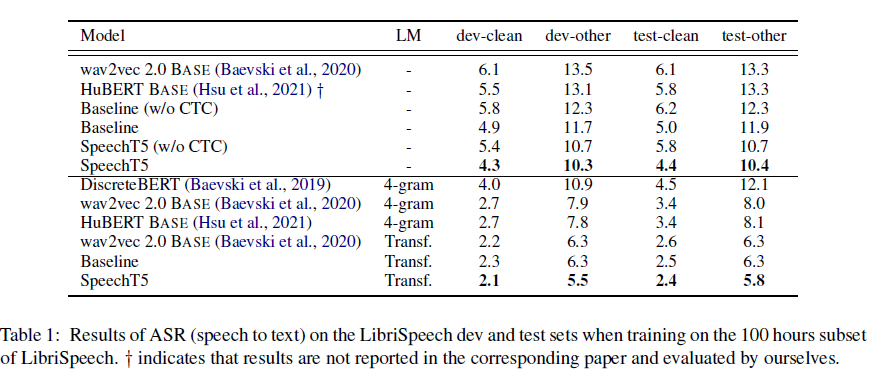 Model LM dev-clean dev-other test-clean test-other
wav2vec 2.0 BASE (Baevski et al., 2020) - 6.1 13.5 6.1 13.3
HuBERT BASE (Hsu et al., 2021) † - 5.5 13.1 5.8 13.3
Baseline (w/o CTC) - 5.8 12.3 6.2 12.3
Baseline - 4.9 11.7 5.0 11.9
SpeechT5 (w/o CTC) - 5.4 10.7 5.8 10.7
SpeechT5 - 4.3 10.3 4.4 10.4
DiscreteBERT (Baevski et al., 2019) 4-gram 4.0 10.9 4.5 12.1
wav2vec 2.0 BASE (Baevski et al., 2020) 4-gram 2.7 7.9 3.4 8.0
HuBERT BASE (Hsu et al., 2021) 4-gram 2.7 7.8 3.4 8.1
wav2vec 2.0 BASE (Baevski et al., 2020) Transf. 2.2 6.3 2.6 6.3
Baseline Transf. 2.3 6.3 2.5 6.3
SpeechT5 Transf. 2.1 5.5 2.4 5.8
Table 1: Results of ASR (speech to text) on the LibriSpeech dev and test sets when training on the 100 hours subset
of LibriSpeech. † indicates that results are not reported in the corresponding paper and evaluated by ourselves.